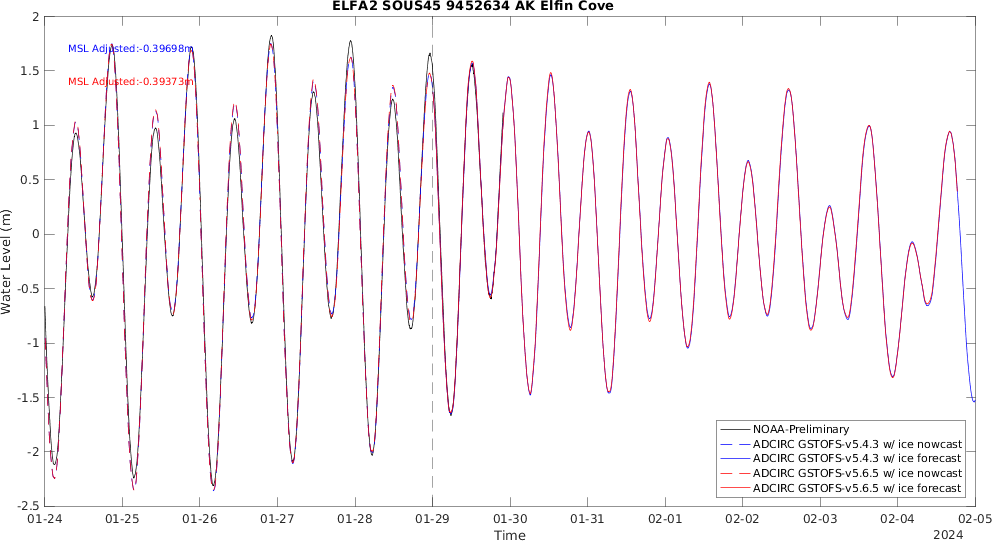 ELFA2 SOUS45 9452634 AK Elfin Cove
MSL Adjusted:-0.39698m
MSL Adjusted:-0.39373m
Water Level (m)
2
1.5
1
0.5
0
-0.5
-1
-1.5
-2
-2.5
NOAA-Preliminary
ADCIRC GSTOFS-v5.4.3 w/ ice nowcast
ADCIRC GSTOFS-v5.4.3 w/ ice forecast
ADCIRC GSTOFS-v5.6.5 w/ ice nowcast
ADCIRC GSTOFS-v5.6.5 w/ ice forecast
01-24 01-25 01-26 01-27 01-28 01-29 01-30 01-31 02-01 02-02 02-03 02-04 02-05
Time
2024